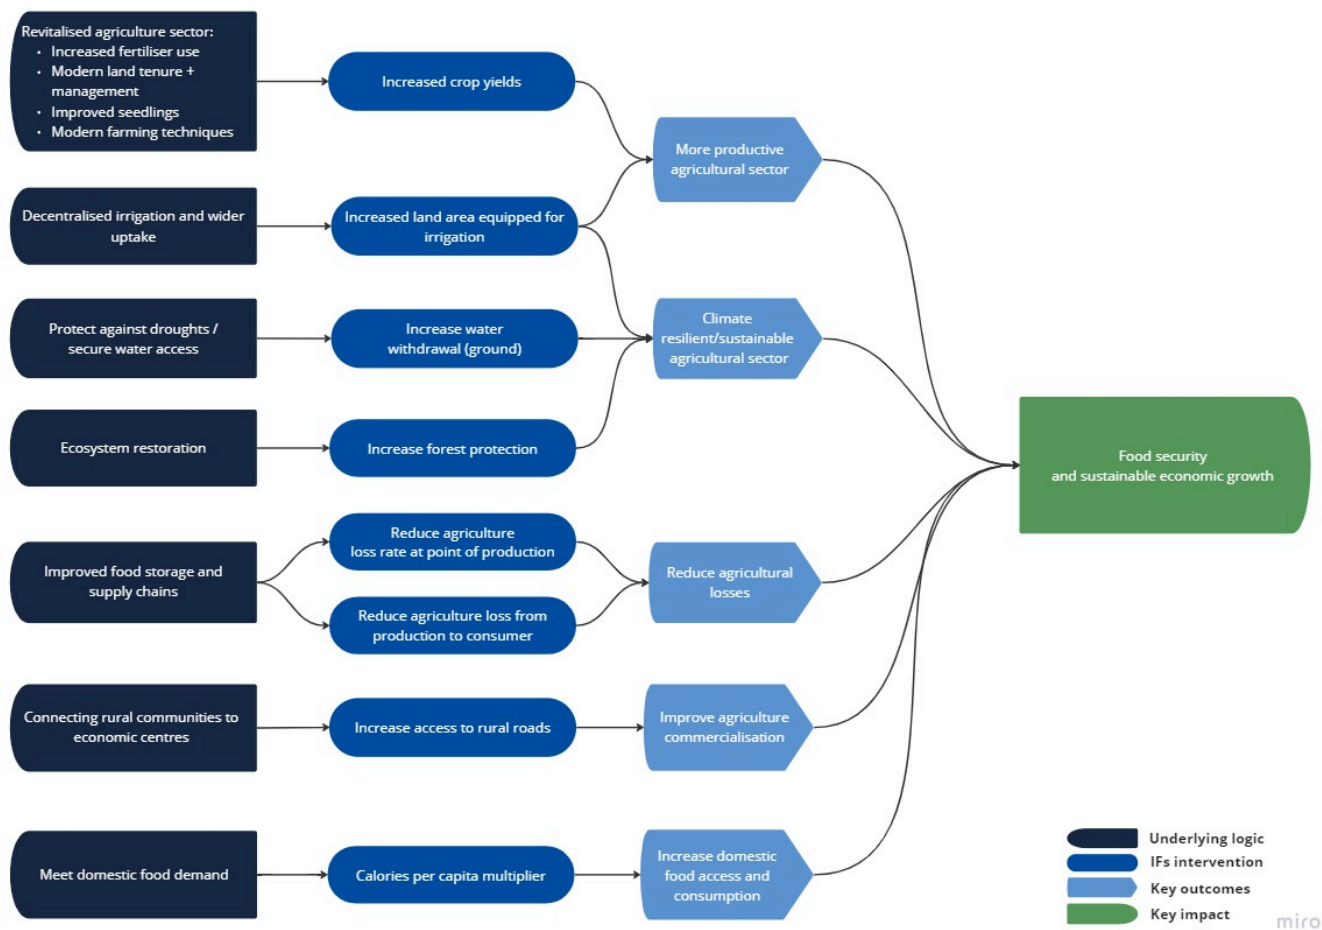 Revitalised agriculture sector:
• Increased fertiliser use
• Modern land tenure +
management
• Improved seedlings
• Modern farming techniques
Increased crop yields
More productive
agricultural sector
Decentralised irrigation and wider
uptake
Increased land area equipped for
irrigation
Protect against droughts /
secure water access
Increase water
withdrawal (ground)
Climate
resilient/sustainable
agricultural sector
Ecosystem restoration
Increase forest protection
Food security
and sustainable economic growth
Improved food storage and
supply chains
Reduce agriculture
loss rate at point of production
Reduce agriculture loss from
production to consumer
Reduce agricultural
losses
Connecting rural communities to
economic centres
Increase access to rural roads
Improve agriculture
commercialisation
Meet domestic food demand
Calories per capita multiplier
Increase domestic
food access and
consumption
Underlying logic
IFs intervention
Key outcomes
Key impact
miro